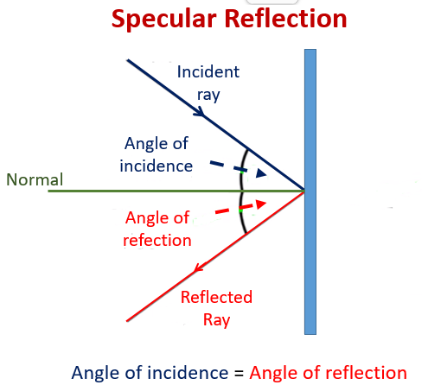 Specular Reflection
Incident
ray
Angle of
incidence
Normal
Angle of
refection
Reflected
Ray
Angle of incidence = Angle of reflection